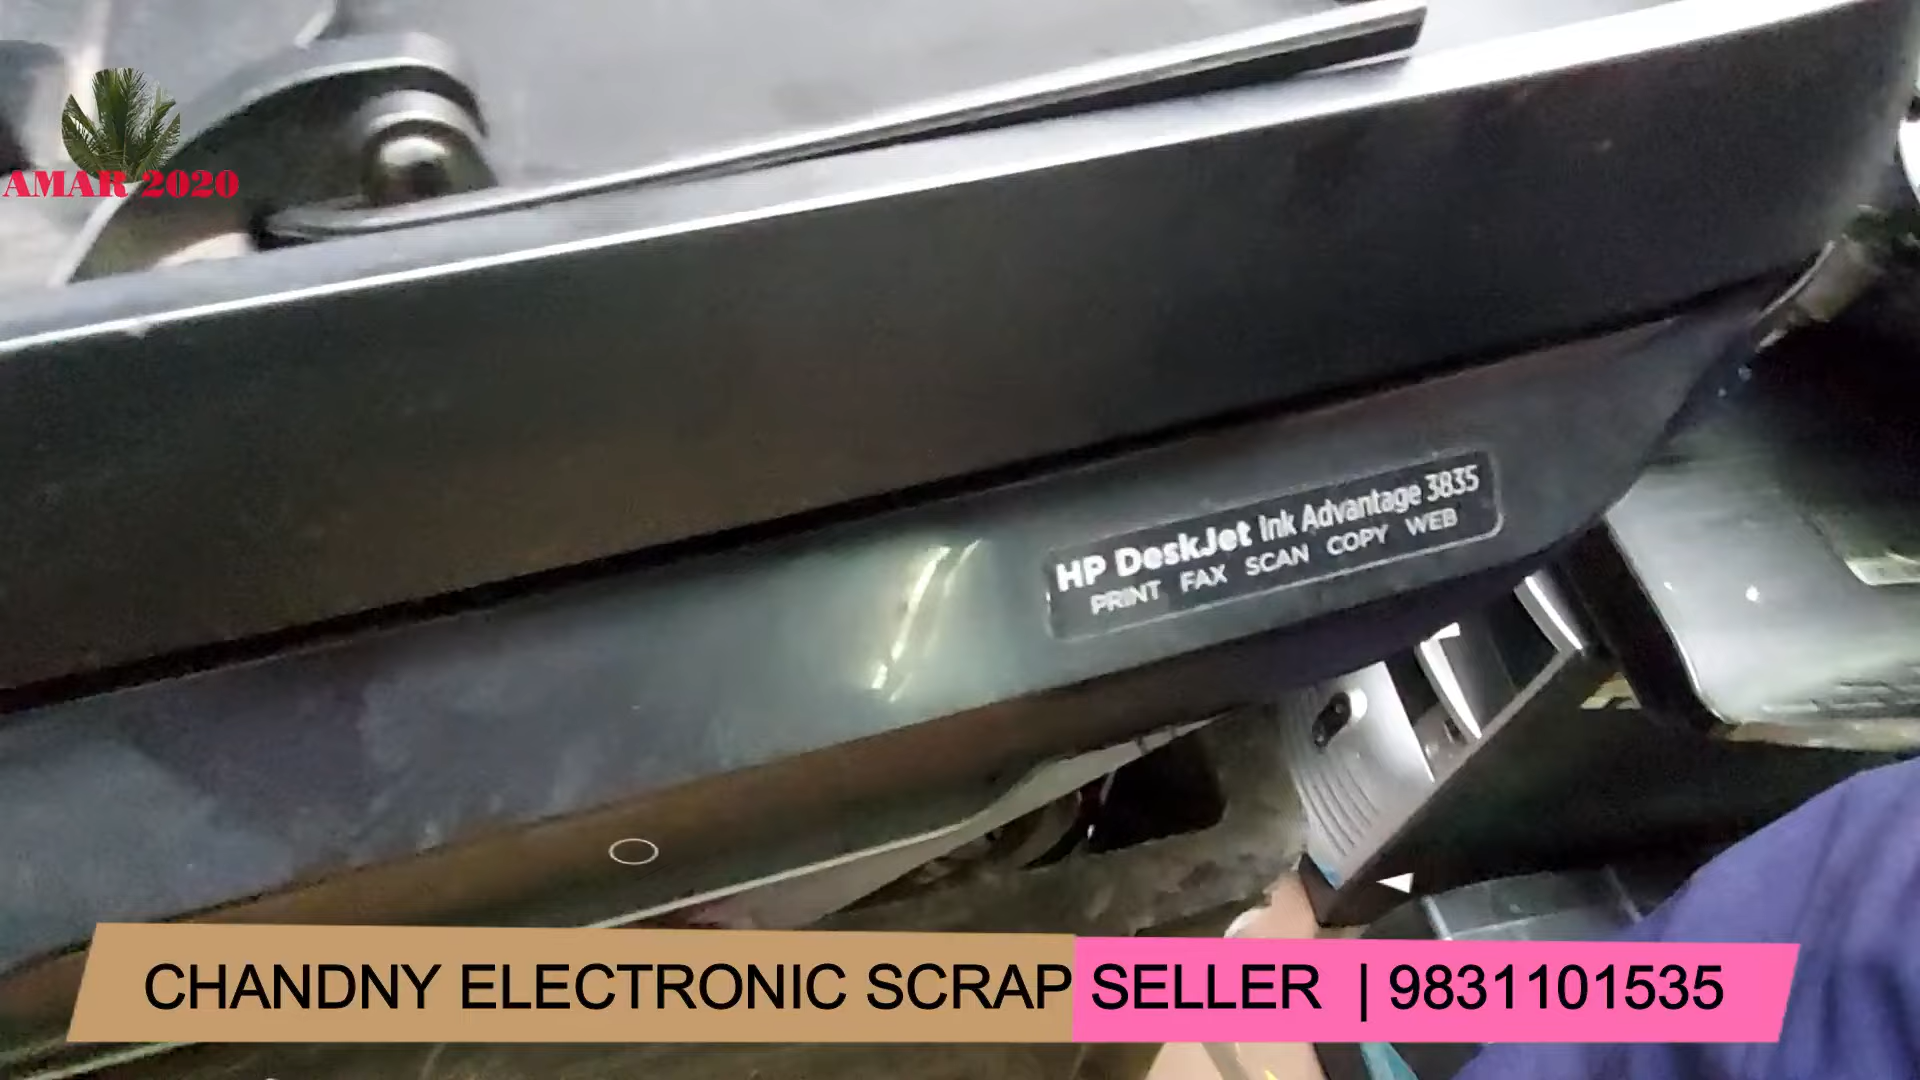 AMAR 2020
HP DeskJet Ink Advantage 3835
PRINT FAX SCAN COPY WEB
CHANDNY ELECTRONIC SCRAP SELLER | 9831101535